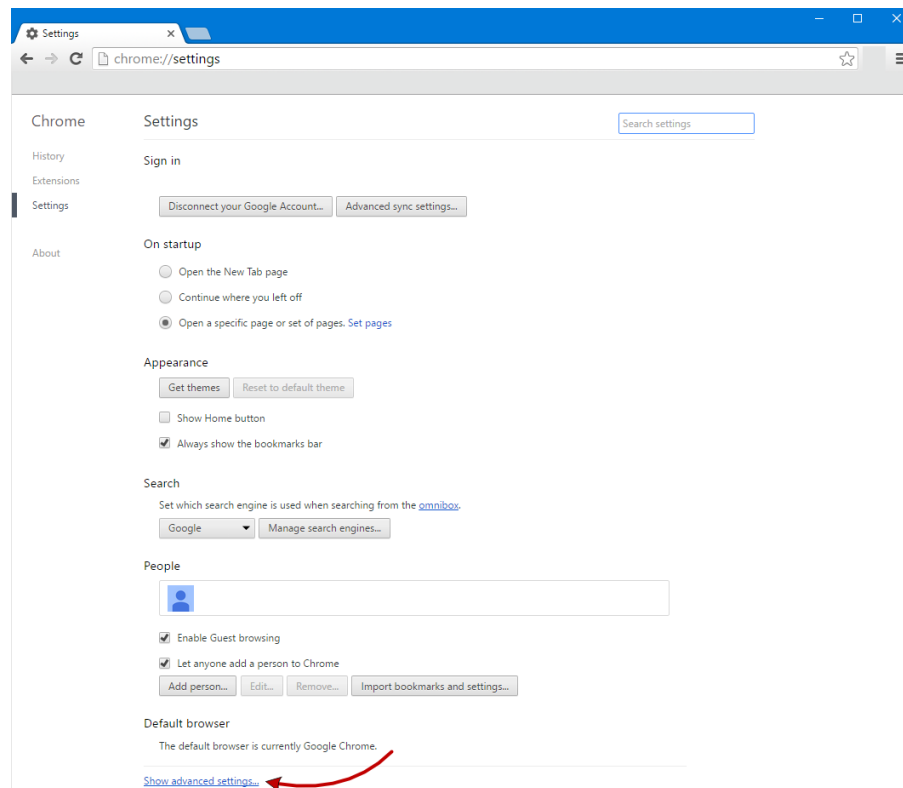 Settings
chrome://settings
Chrome
Settings
Search settings
History
Extensions
Settings
About
Sign in
Disconnect your Google Account... Advanced sync settings...
On startup
Open the New Tab page
Continue where you left off
Open a specific page or set of pages. Set pages
Appearance
Get themes Reset to default theme
Show Home button
Always show the bookmarks bar
Search
Set which search engine is used when searching from the omnibox.
Google Manage search engines...
People
Enable Guest browsing
Let anyone add a person to Chrome
Add person... Edit... Remove... Import bookmarks and settings...
Default browser
The default browser is currently Google Chrome.
Show advanced settings...